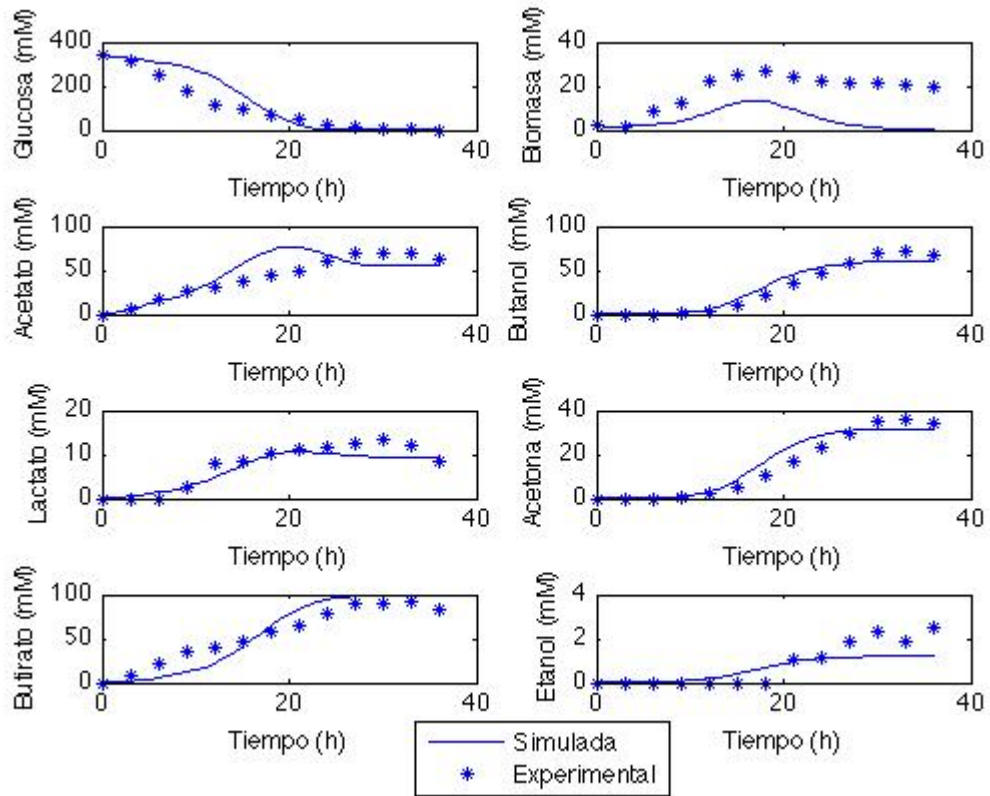 Glucosa (mM)
400
200
0
0
20
40
Tiempo (h)
Biomasa (mM)
40
20
0
0
20
40
Tiempo (h)
Acetato (mM)
100
50
0
0
20
40
Tiempo (h)
Butanol (mM)
100
50
0
0
20
40
Tiempo (h)
Lactato (mM)
20
10
0
0
20
40
Tiempo (h)
Acetona (mM)
40
20
0
0
20
40
Tiempo (h)
Butirato (mM)
100
50
0
0
20
40
Tiempo (h)
Etanol (mM)
4
2
0
0
20
40
Tiempo (h)
Simulada
Experimental